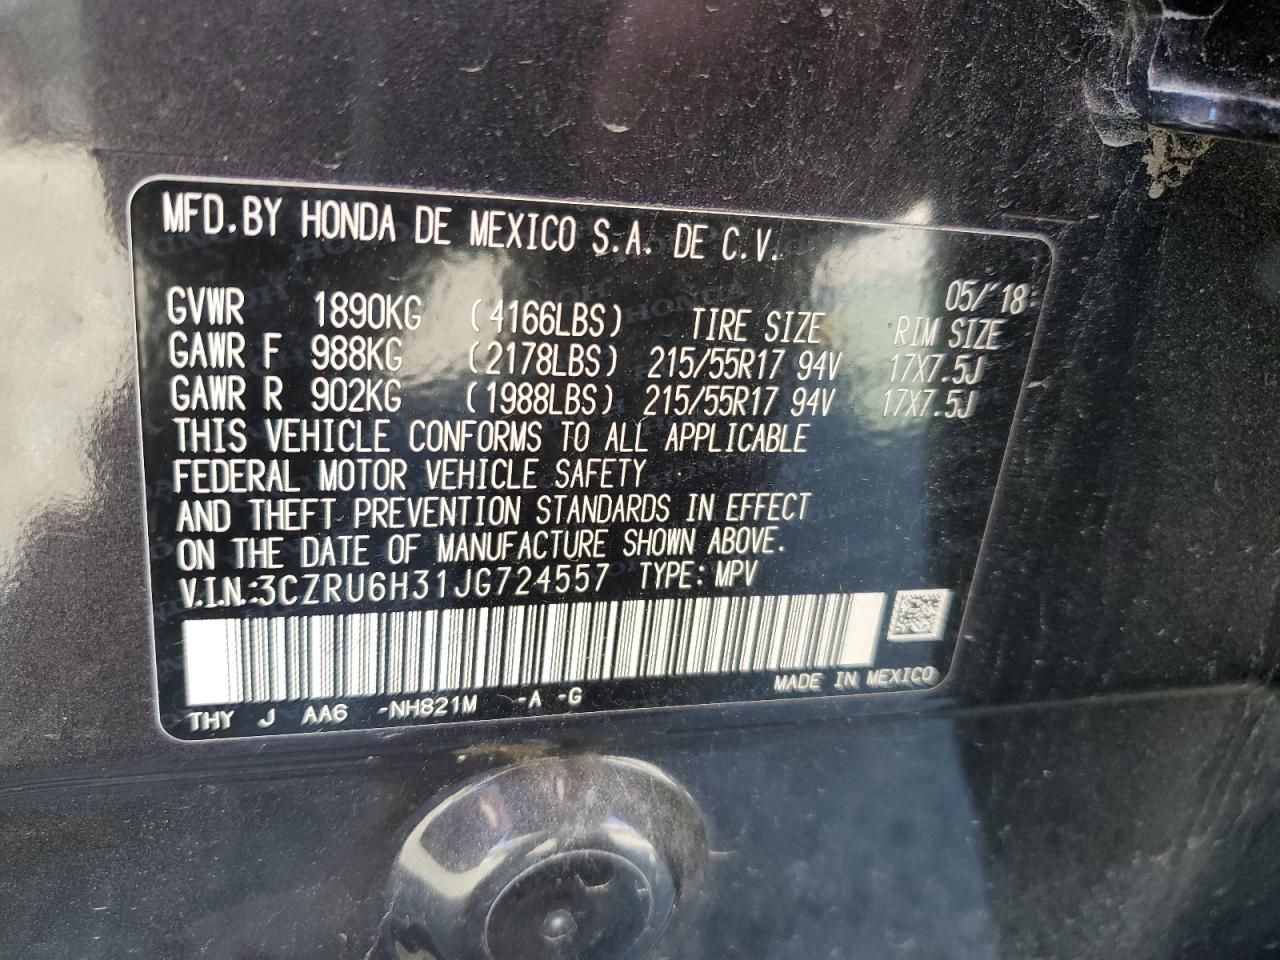 MFD.BY HONDA DE MEXICO S.A. DE C.V.
05/'18
GVWR 1890KG (4166LBS) TIRE SIZE RIM SIZE
GAWR F 988KG (2178LBS) 215/55R17 94V 17X7.5J
GAWR R 902KG (1988LBS) 215/55R17 94V 17X7.5J
THIS VEHICLE CONFORMS TO ALL APPLICABLE
FEDERAL MOTOR VEHICLE SAFETY
AND THEFT PREVENTION STANDARDS IN EFFECT
ON THE DATE OF MANUFACTURE SHOWN ABOVE.
V.I.N.:3CZRU6H31JG724557 TYPE: MPV
MADE IN MEXICO
THY J AA6 -NH821M -A -G